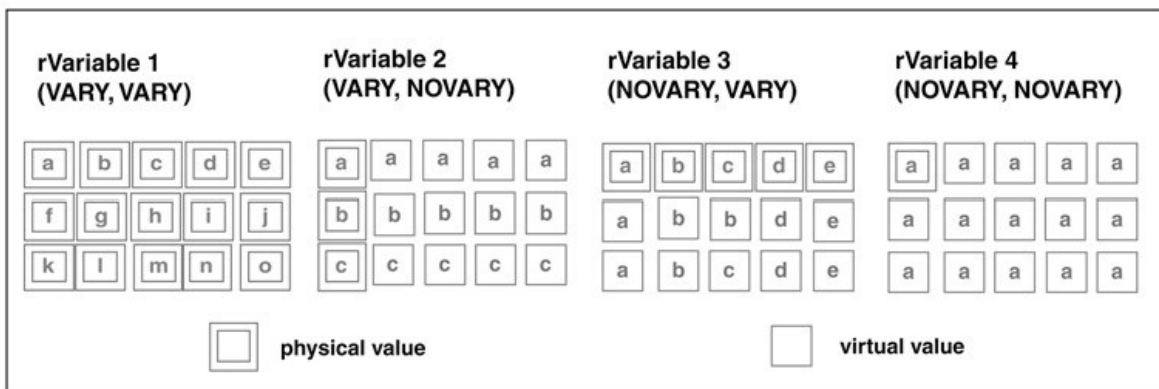 rVariable 1
(VARY, VARY)
rVariable 2
(VARY, NOVARY)
rVariable 3
(NOVARY, VARY)
rVariable 4
(NOVARY, NOVARY)
a b c d e
f g h i j
k l m n o
a a a a a
b b b b b
c c c c c
a b c d e
a b b d e
a b c d e
a a a a a
a a a a a
a a a a a
physical value
virtual value